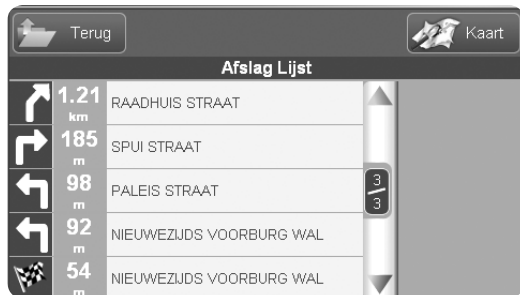 Terug
Kaart
Afslag Lijst
1.21 km RAADHUIS STRAAT
185 m SPUI STRAAT
98 m PALEIS STRAAT
3
3
92 m NIEUWEZIJDS VOORBURG WAL
54 m NIEUWEZIJDS VOORBURG WAL